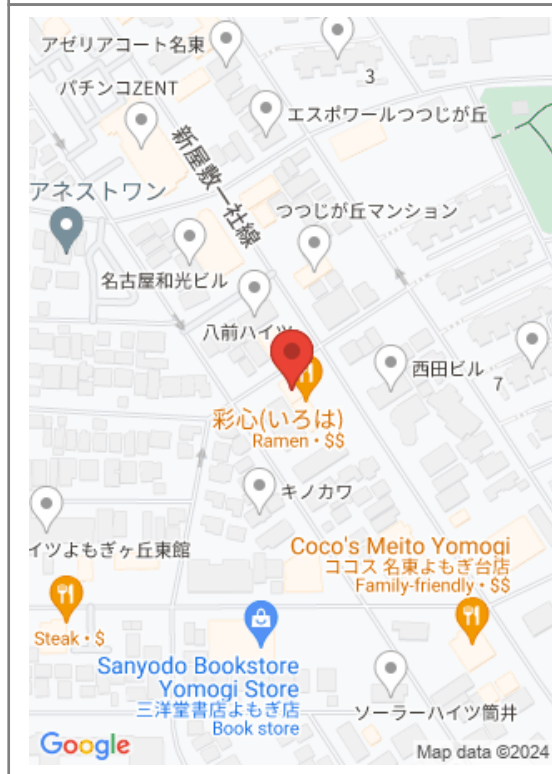 アゼリアコート名東
3
パチンコZENT
エスポワールつつじが丘
新屋敷一社線
アネストワン
つつじが丘マンション
名古屋和光ビル
八前ハイツ
西田ビル
7
彩心(いろは)
Ramen • $$
キノカワ
イツよもぎヶ丘東館
Coco's Meito Yomogi
ココス 名東よもぎ台店
Family-friendly • $$
Steak • $
Sanyodo Bookstore
Yomogi Store
三洋堂書店よもぎ店
Book store
ソーラーハイツ筒井
Google
Map data ©2024